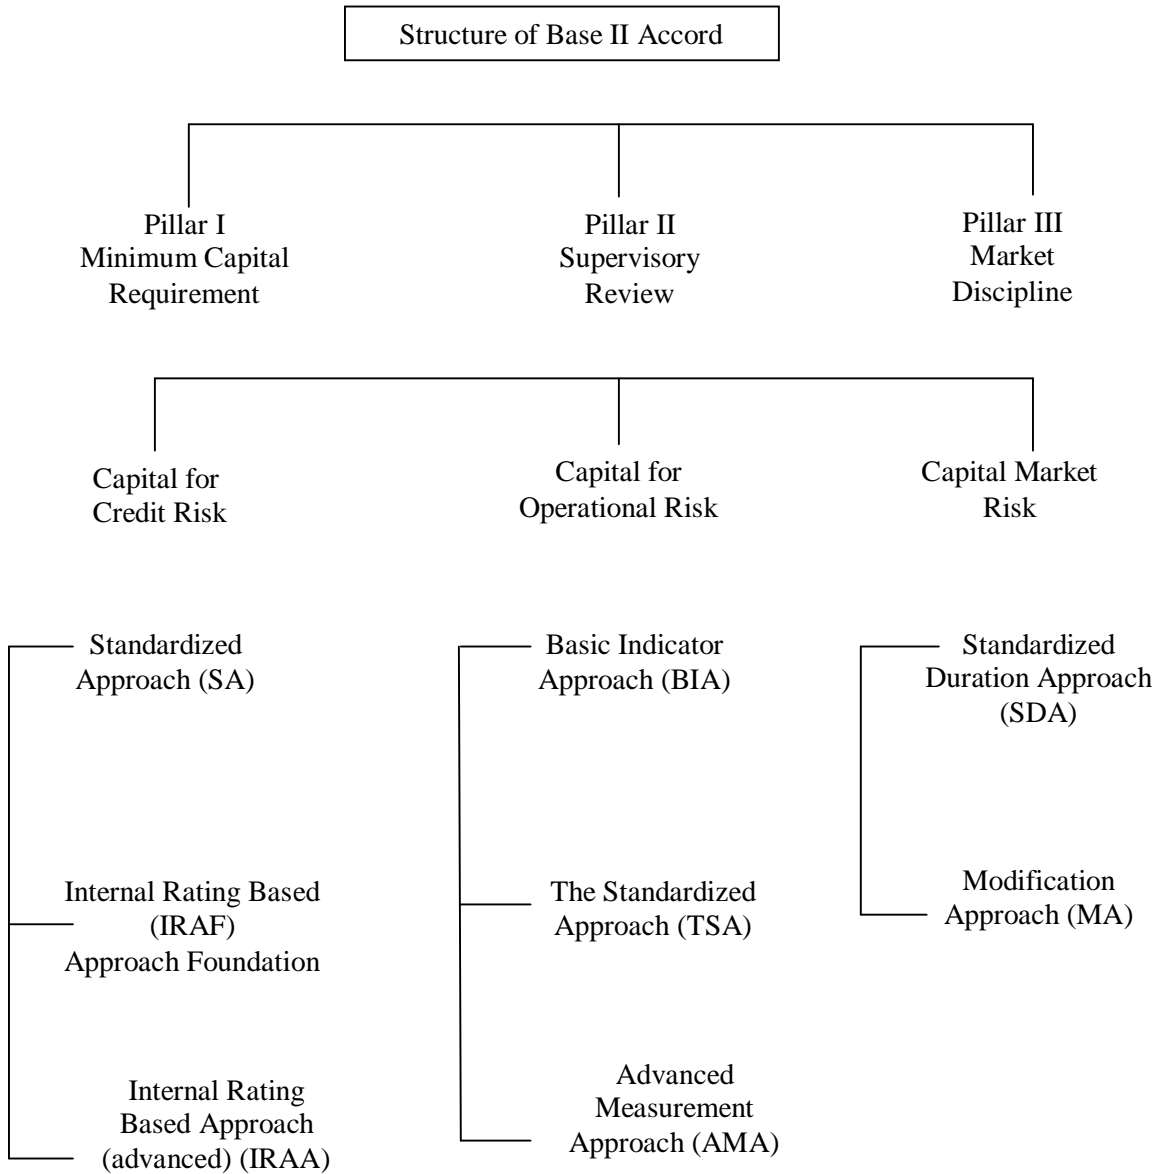 Structure of Base II Accord
Pillar I
Minimum Capital
Requirement
Pillar II
Supervisory
Review
Pillar III
Market
Discipline
Capital for
Credit Risk
Capital for
Operational Risk
Capital Market
Risk
Standardized
Approach (SA)
Internal Rating Based
(IRAF)
Approach Foundation
Internal Rating
Based Approach
(advanced) (IRAA)
Basic Indicator
Approach (BIA)
The Standardized
Approach (TSA)
Advanced
Measurement
Approach (AMA)
Standardized
Duration Approach
(SDA)
Modification
Approach (MA)